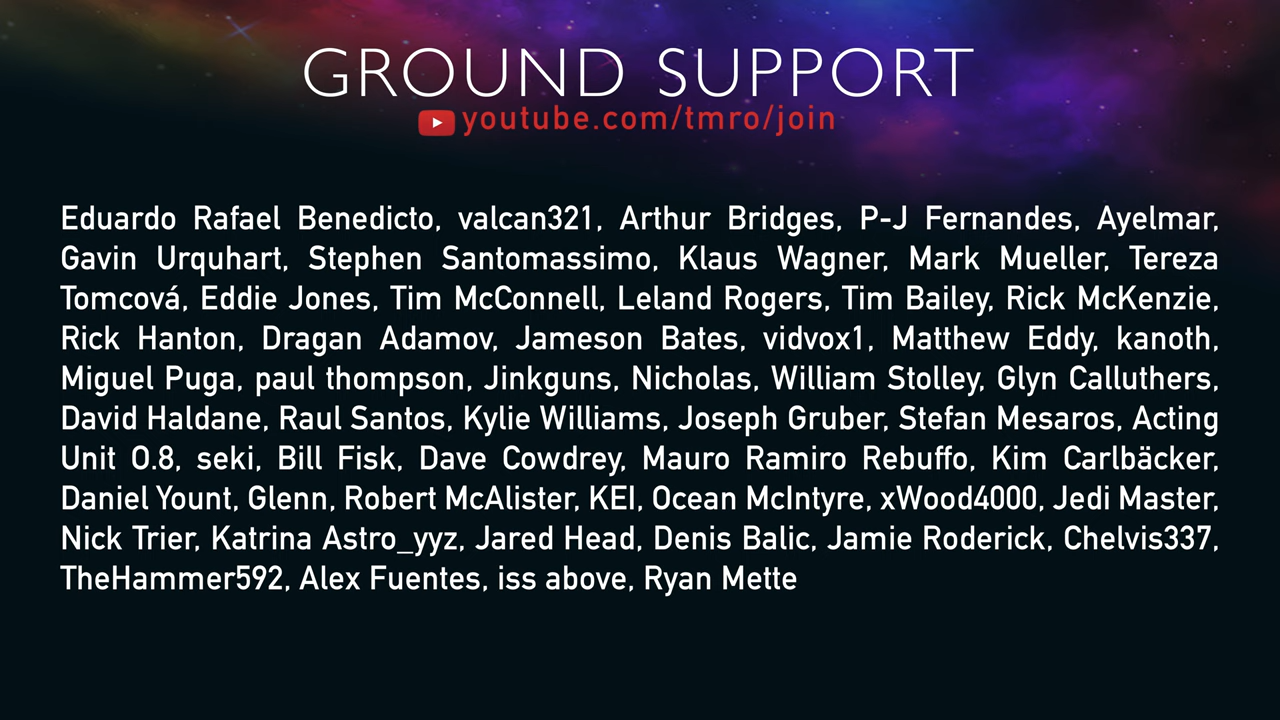 GROUND SUPPORT
youtube.com/tmro/join
Eduardo Rafael Benedicto, valcan321, Arthur Bridges, P-J Fernandes, Ayelmar,
Gavin Urquhart, Stephen Santomassimo, Klaus Wagner, Mark Mueller, Tereza
Tomcová, Eddie Jones, Tim McConnell, Leland Rogers, Tim Bailey, Rick McKenzie,
Rick Hanton, Dragan Adamov, Jameson Bates, vidvox1, Matthew Eddy, kanoth,
Miguel Puga, paul thompson, Jinkguns, Nicholas, William Stolley, Glyn Calluthers,
David Haldane, Raul Santos, Kylie Williams, Joseph Gruber, Stefan Mesaros, Acting
Unit 0.8, seki, Bill Fisk, Dave Cowdrey, Mauro Ramiro Rebuffo, Kim Carlbäcker,
Daniel Yount, Glenn, Robert McAlister, KEI, Ocean McIntyre, xWood4000, Jedi Master,
Nick Trier, Katrina Astro_yyz, Jared Head, Denis Balic, Jamie Roderick, Chelvis337,
TheHammer592, Alex Fuentes, iss above, Ryan Mette